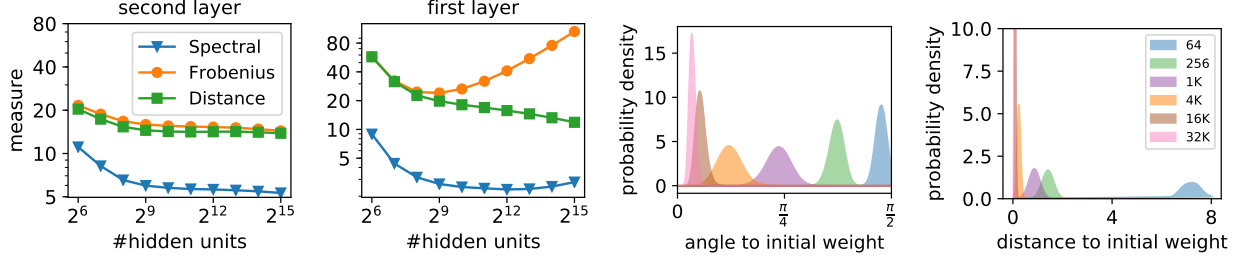 second layer
80
40
20
10
5
measure
Spectral
Frobenius
Distance
2^6 2^9 2^12 2^15
#hidden units
first layer
80
40
20
10
5
2^6 2^9 2^12 2^15
#hidden units
probability density
15
10
5
0
0 π/4 π/2
angle to initial weight
probability density
10.0
7.5
5.0
2.5
0.0
64
256
1K
4K
16K
32K
0 4 8
distance to initial weight